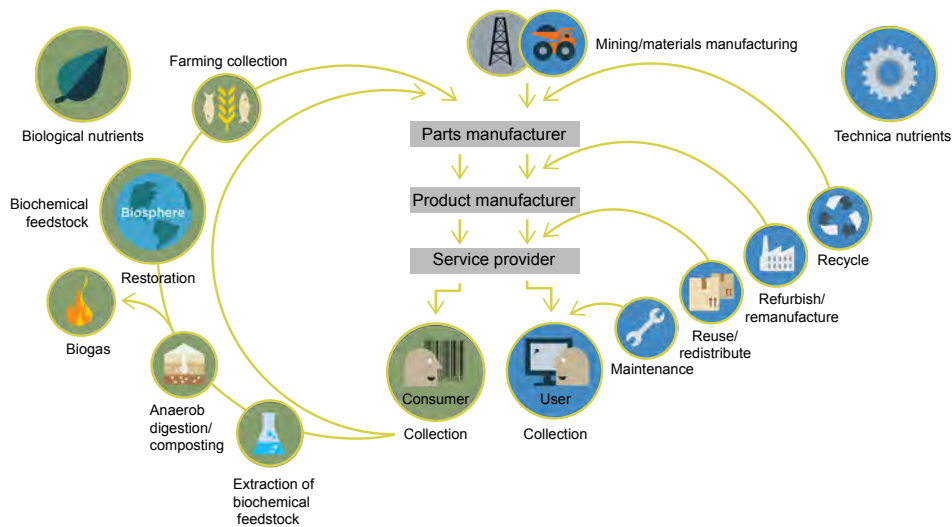 Mining/materials manufacturing
Farming collection
Biological nutrients
Technica nutrients
Parts manufacturer
Biochemical
feedstock
Biosphere
Product manufacturer
Restoration
Service provider
Recycle
Refurbish/
remanufacture
Reuse/
redistribute
Biogas
Maintenance
Consumer
User
Anaerob
digestion/
composting
Collection
Collection
Extraction of
biochemical
feedstock